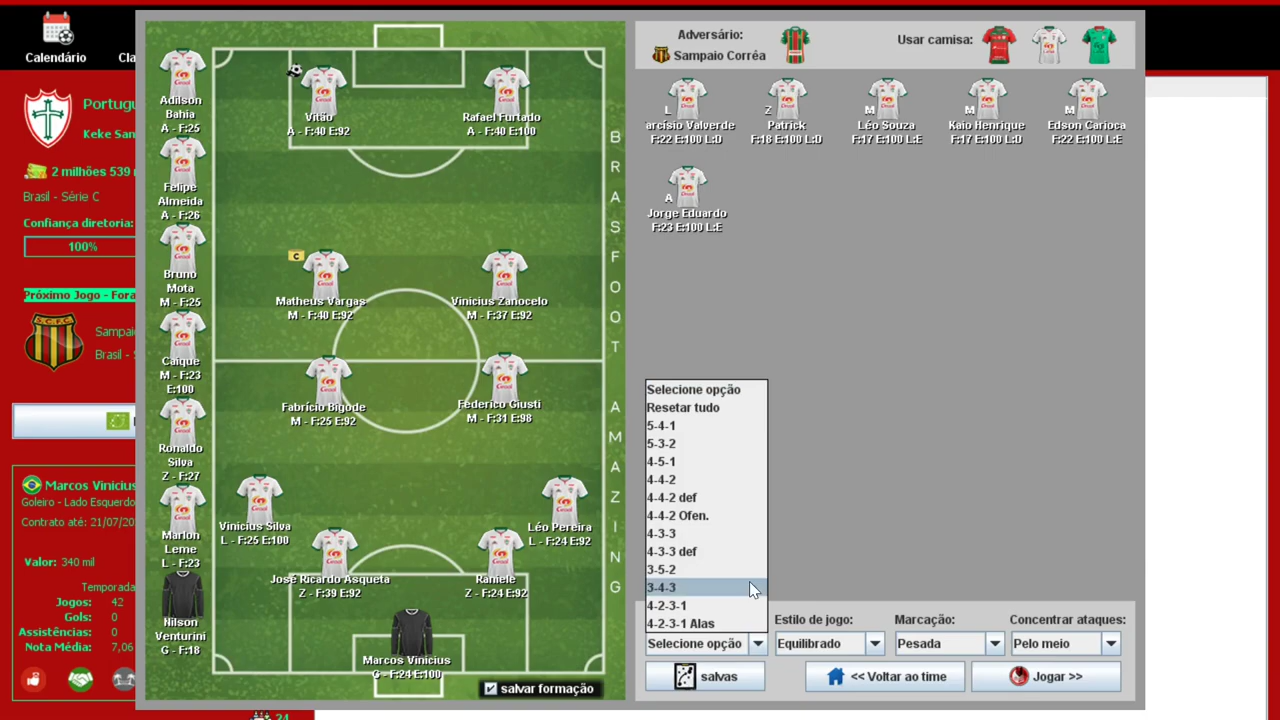 Calendário
Cla
Portugu
Keke San
2 milhões 539
Brasil - Série C
Confiança diretoria:
100%
Próximo Jogo - Fora
Sampaio
Brasil -
Marcos Vinicius
Goleiro - Lado Esquerdo
Contrato até: 21/07/20
Valor: 340 mil
Temporada
Jogos: 42
Gols: 0
Assistências: 0
Nota Média: 7,06
24
Adilson
Bahia
A - F:25
Felipe
Almeida
A - F:26
Bruno
Mota
M - F:25
Caíque
M - F:23
E:100
Ronaldo
Silva
Z - F:27
Marlon
Leme
L - F:23
Nilson
Venturini
G - F:18
Vitão
A - F:40 E:92
Rafael Furtado
A - F:40 E:100
C
Matheus Vargas
M - F:40 E:92
Vinicius Zanocelo
M - F:37 E:92
Fabrício Bigode
M - F:25 E:92
Federico Giusti
M - F:31 E:98
Vinicius Silva
L - F:25 E:100
Léo Pereira
L - F:24 E:92
José Ricardo Asqueta
Z - F:39 E:92
Raniele
Z - F:24 E:92
Marcos Vinicius
G - F:24 E:100
BRASFOOT AMAZING
salvar formação
Adversário:
Sampaio Corrêa
Usar camisa:
L
arcísio Valverde
F:22 E:100 L:D
Z
Patrick
F:16 E:100 L:D
M
Léo Souza
F:17 E:100 L:E
M
Kaio Henrique
F:17 E:100 L:D
M
Edson Carioca
F:22 E:100 L:E
A
Jorge Eduardo
F:23 E:100 L:E
Selecione opção
Resetar tudo
5-4-1
5-3-2
4-5-1
4-4-2
4-4-2 def
4-4-2 Ofen.
4-3-3
4-3-3 def
3-5-2
3-4-3
4-2-3-1
4-2-3-1 Alas
Selecione opção
Estilo de jogo:
Equilibrado
Marcação:
Pesada
Concentrar ataques:
Pelo meio
salvas
<< Voltar ao time
Jogar >>